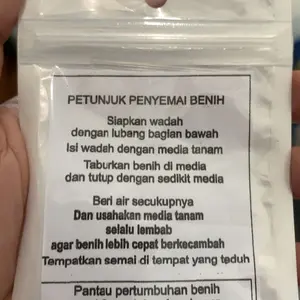 PETUNJUK PENYEMAI BENIH
Siapkan wadah
dengan lubang bagian bawah
Isi wadah dengan media tanam
Taburkan benih di media
dan tutup dengan sedikit media
Beri air secukupnya
Dan usahakan media tanam
selalu lembab
agar benih lebih cepat berkecambah
Tempatkan semai di tempat yang teduh
Pantau pertumbuhan benih